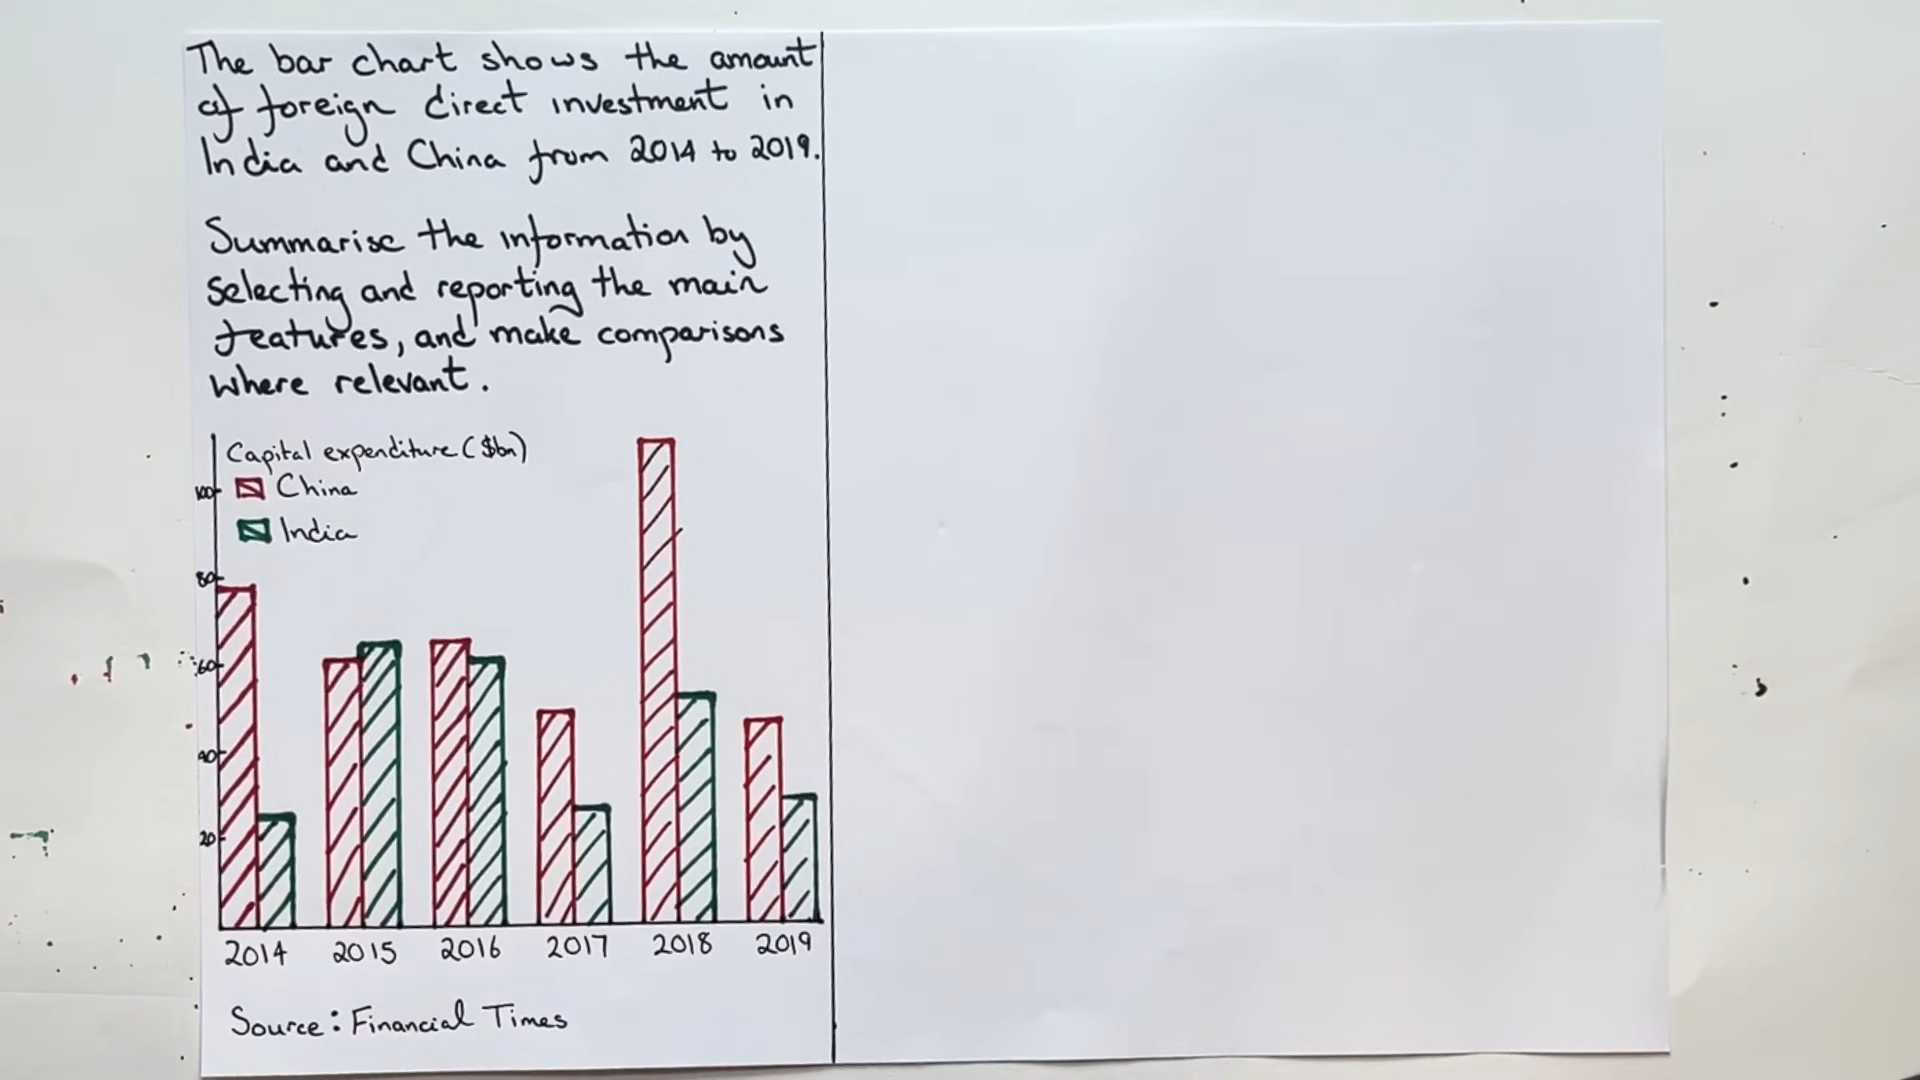 The bar chart shows the amount
of foreign direct investment in
India and China from 2014 to 2019.
Summarise the information by
selecting and reporting the main
features, and make comparisons
where relevant.
Capital expenditure ($bn)
China
India
100
80
60
40
20
2014 2015 2016 2017 2018 2019
Source: Financial Times